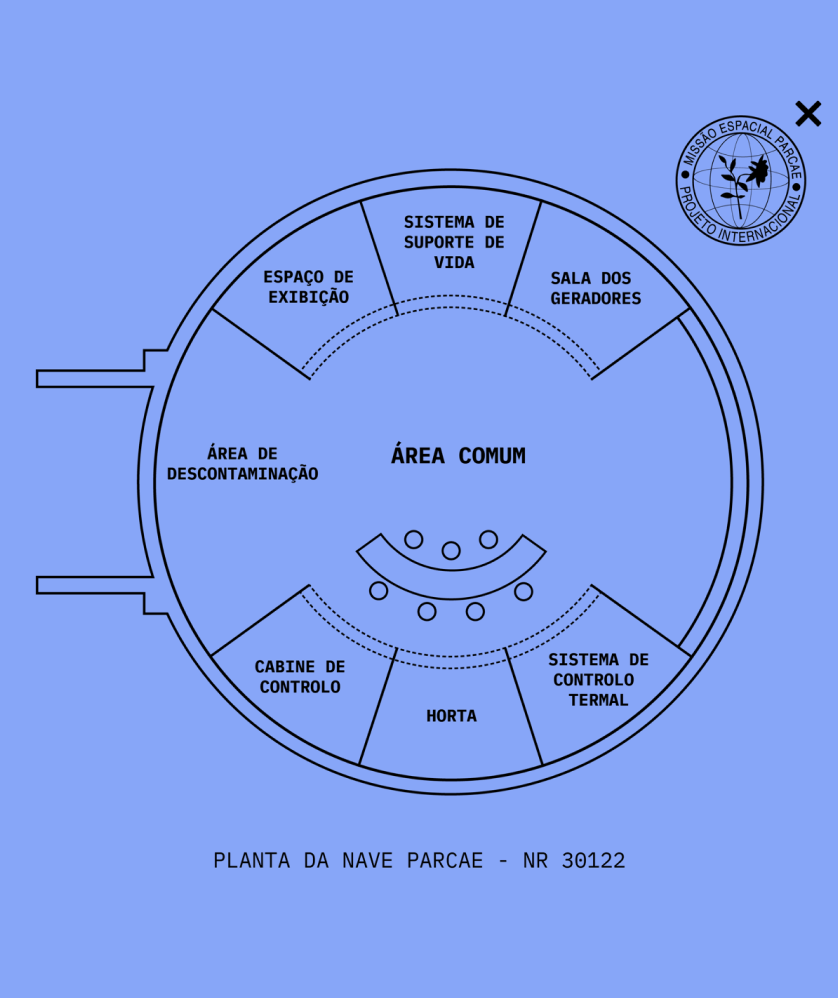 MISSÃO ESPACIAL PARCAE
PROJETO INTERNACIONAL
SISTEMA DE
SUPORTE DE
VIDA
ESPAÇO DE
EXIBIÇÃO
SALA DOS
GERADORES
ÁREA DE
DESCONTAMINAÇÃO
ÁREA COMUM
CABINE DE
CONTROLO
HORTA
SISTEMA DE
CONTROLO
TERMAL
PLANTA DA NAVE PARCAE - NR 30122